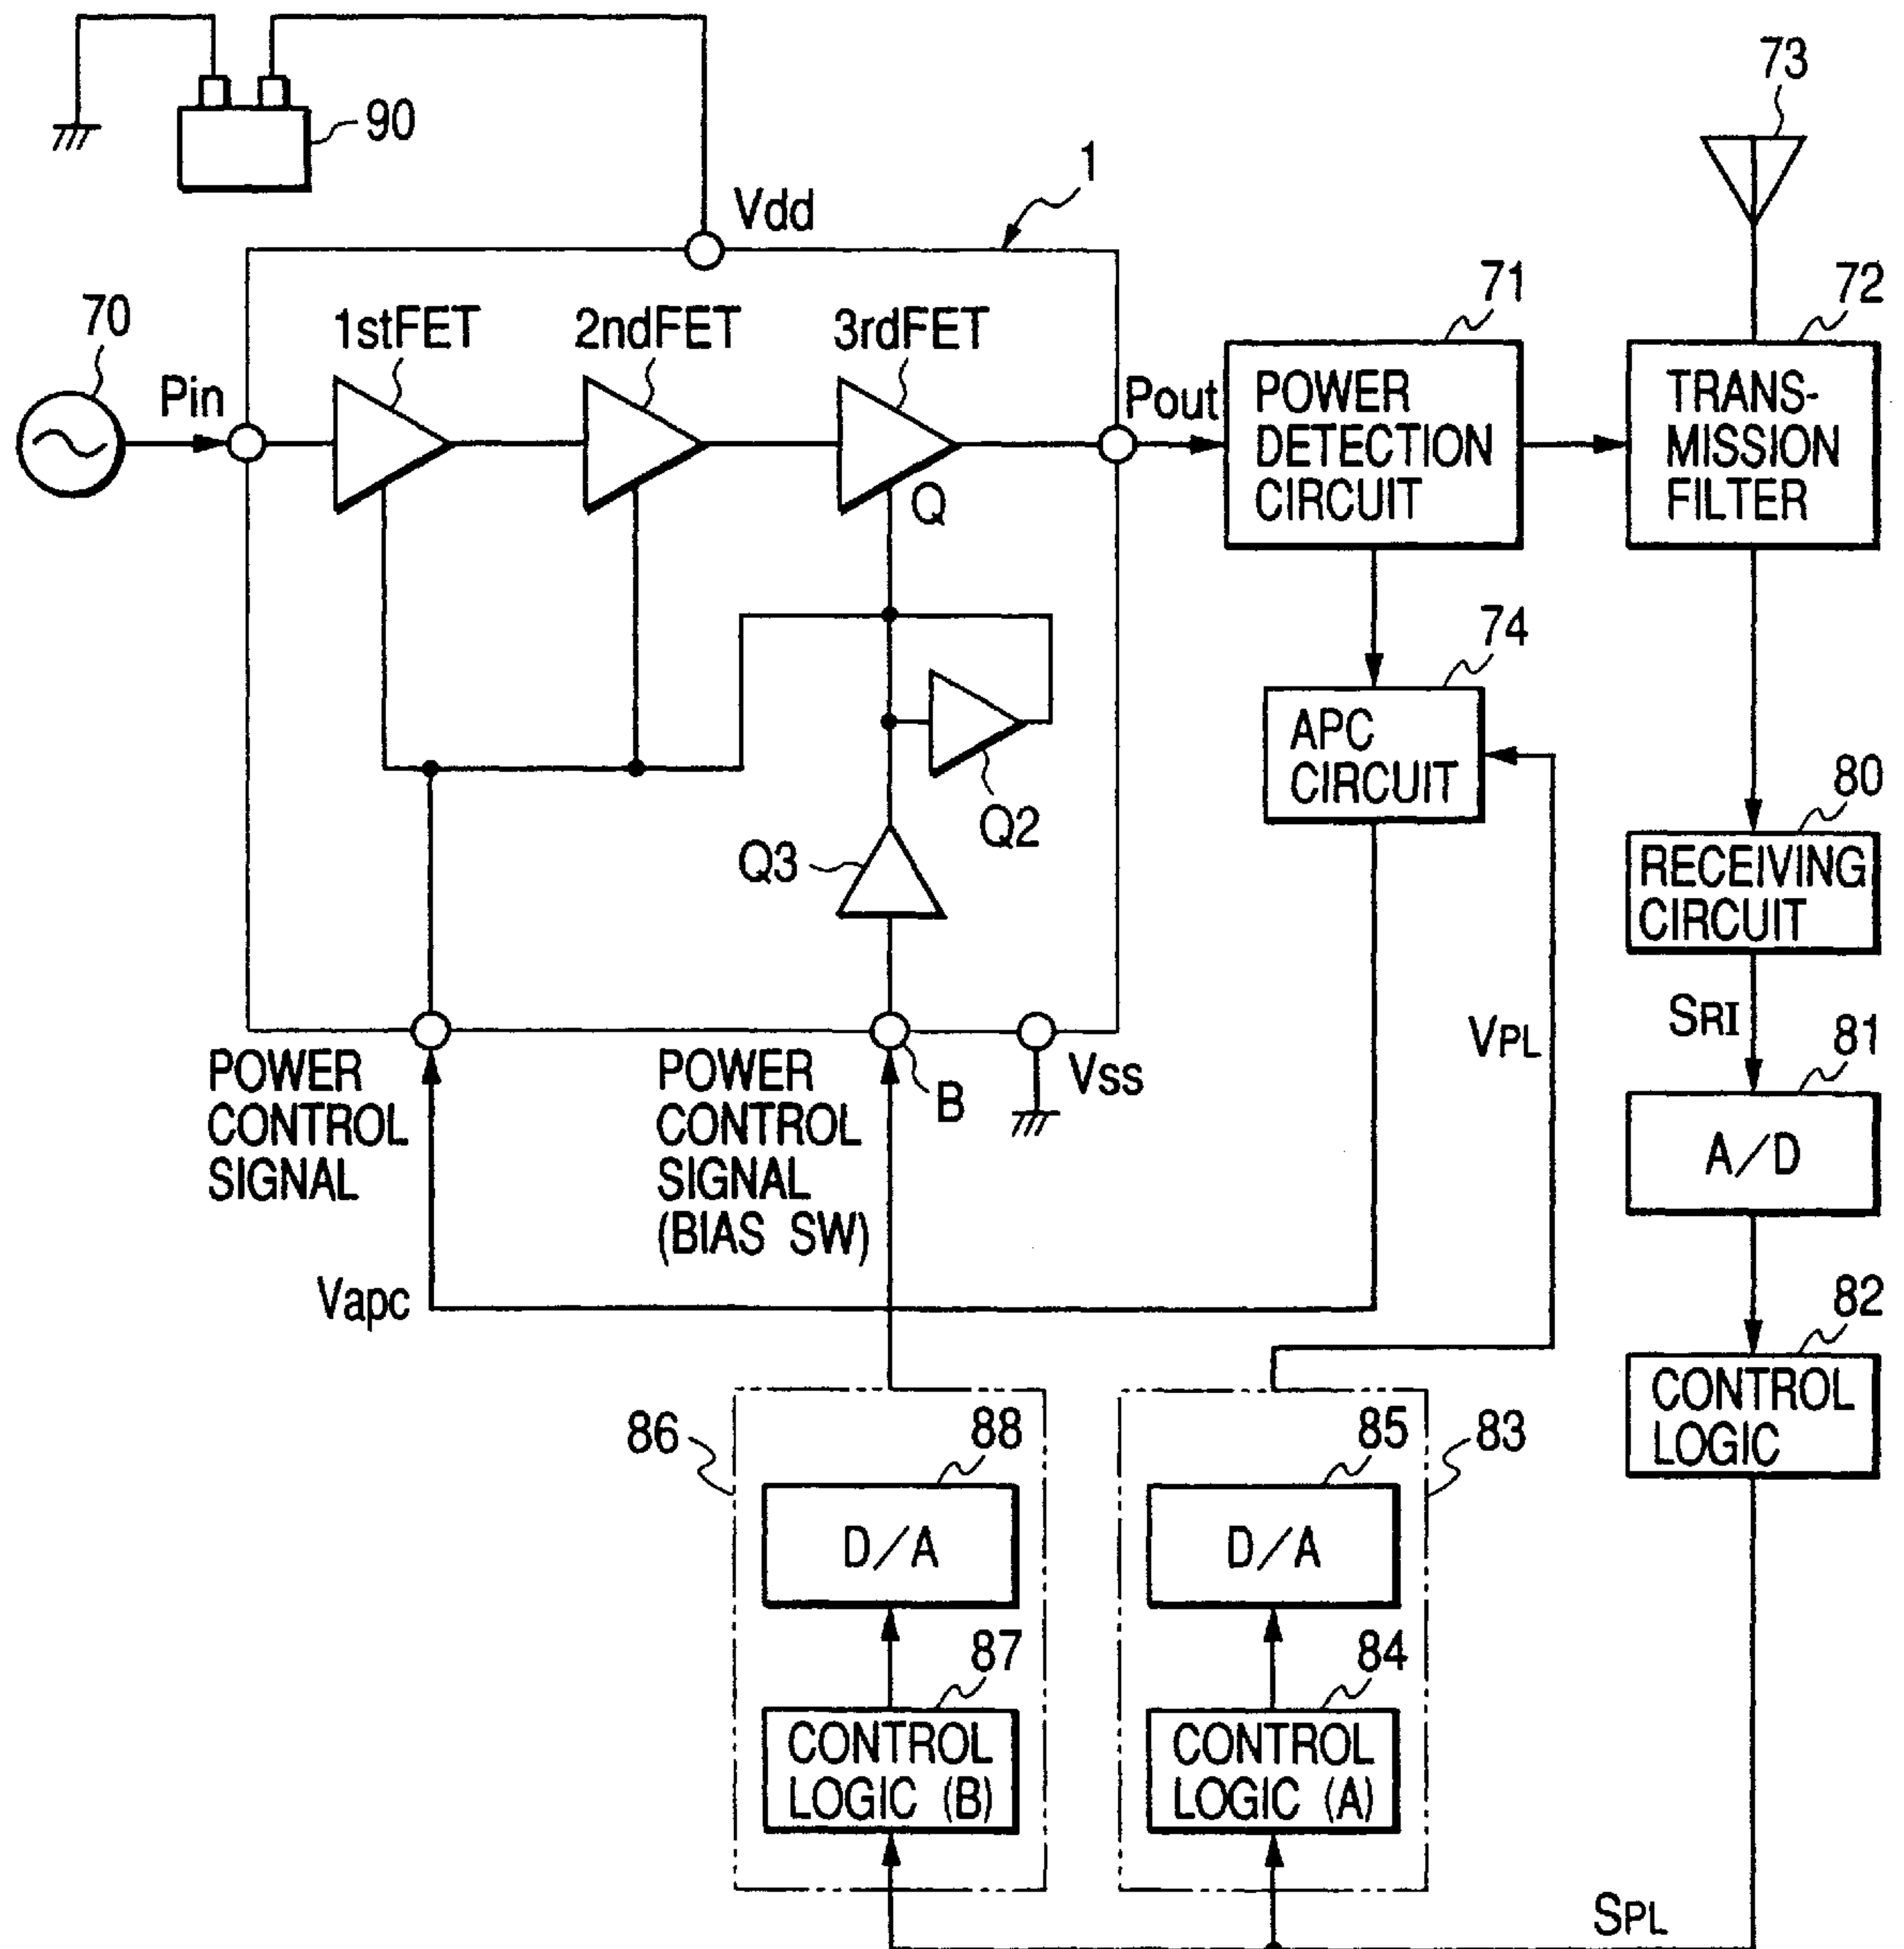 90
73
1
Vdd
70
Pin
1stFET
2ndFET
3rdFET
Q
Pout
71
POWER
DETECTION
CIRCUIT
72
TRANS-
MISSION
FILTER
74
APC
CIRCUIT
Q2
Q3
80
RECEIVING
CIRCUIT
SRI
VPL
81
A/D
POWER
CONTROL
SIGNAL
POWER
CONTROL
SIGNAL
(BIAS SW)
B
Vss
Vapc
82
CONTROL
LOGIC
86
88
D/A
85
D/A
83
87
CONTROL
LOGIC (B)
84
CONTROL
LOGIC (A)
SPL